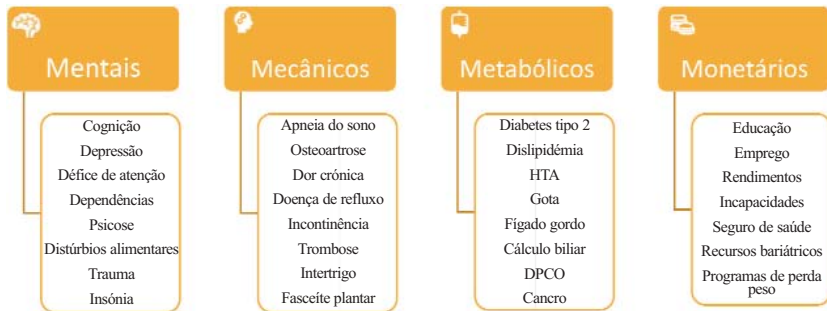 Mentais
Cognição
Depressão
Défice de atenção
Dependências
Psicose
Distúrbios alimentares
Trauma
Insónia
Mecânicos
Apneia do sono
Osteoartrose
Dor crónica
Doença de refluxo
Incontinência
Trombose
Intertrigo
Fasceíte plantar
Metabólicos
Diabetes tipo 2
Dislipidémia
HTA
Gota
Fígado gordo
Cálculo biliar
DPCO
Cancro
Monetários
Educação
Emprego
Rendimentos
Incapacidades
Seguro de saúde
Recursos bariátricos
Programas de perda
peso